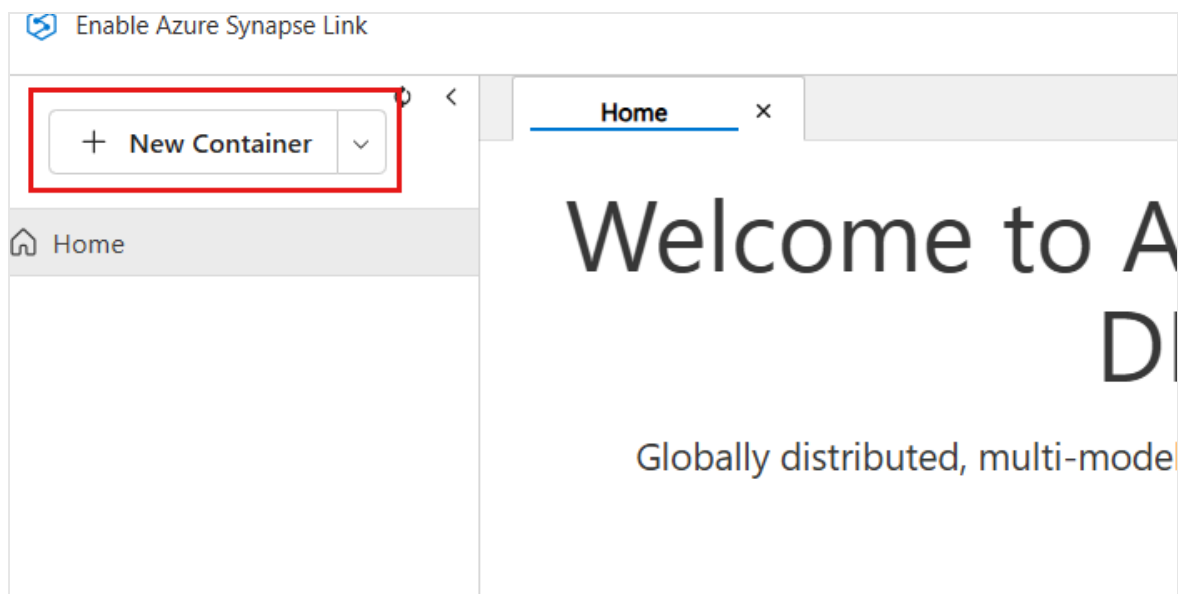 Enable Azure Synapse Link
New Container
Home
Home
Welcome to A
D
Globally distributed, multi-model